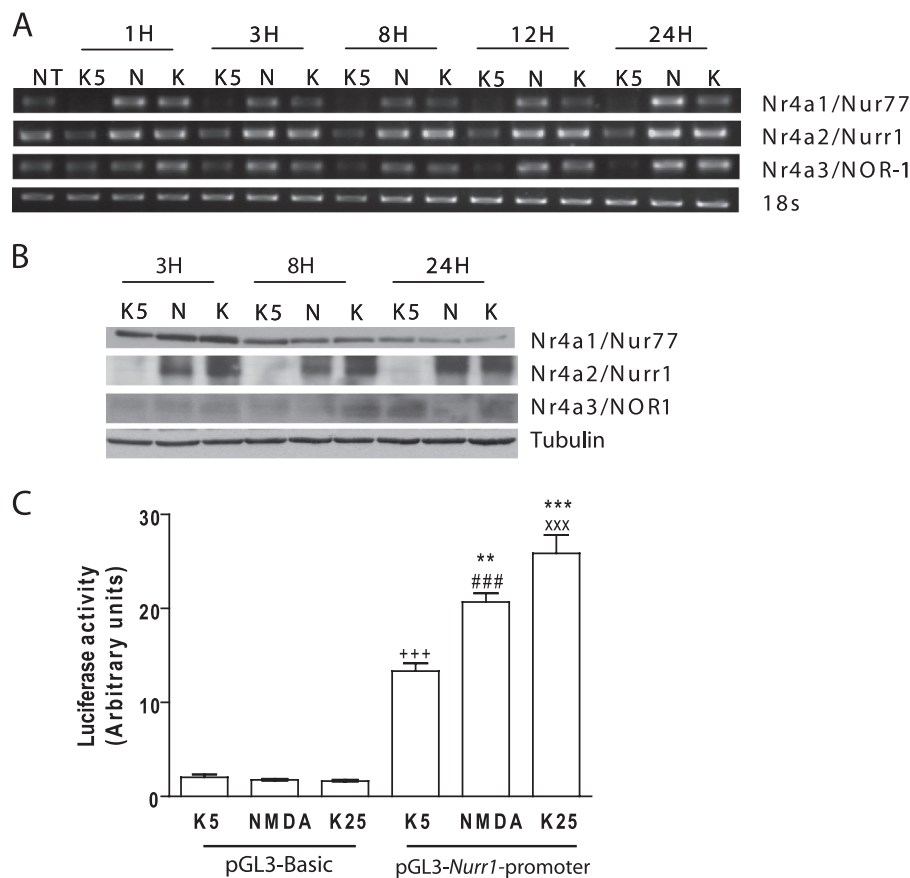 A
1H 3H 8H 12H 24H
NT K5 N K K5 N K K5 N K K5 N K K5 N K
Nr4a1/Nur77
Nr4a2/Nurr1
Nr4a3/NOR-1
18s
B
3H 8H 24H
K5 N K K5 N K K5 N K
Nr4a1/Nur77
Nr4a2/Nurr1
Nr4a3/NOR1
Tubulin
C
Luciferase activity
(Arbitrary units)
30
20
10
0
+++
**
###
***
xxx
K5 NMDA K25 K5 NMDA K25
pGL3-Basic pGL3-Nurr1-promoter